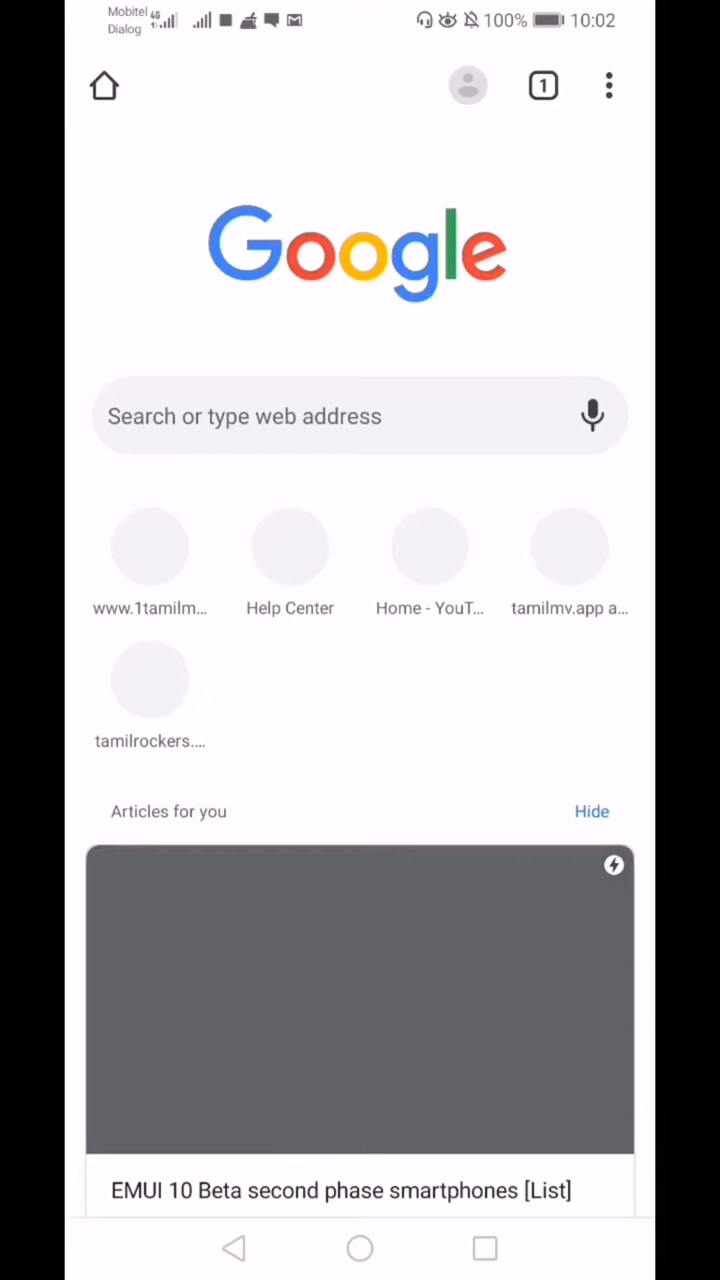 Mobitel 4G
Dialog
100% 10:02
1
Google
Search or type web address
www.1tamilm...
Help Center
Home - YouT...
tamilmv.app a...
tamilrockers....
Articles for you
Hide
EMUI 10 Beta second phase smartphones [List]